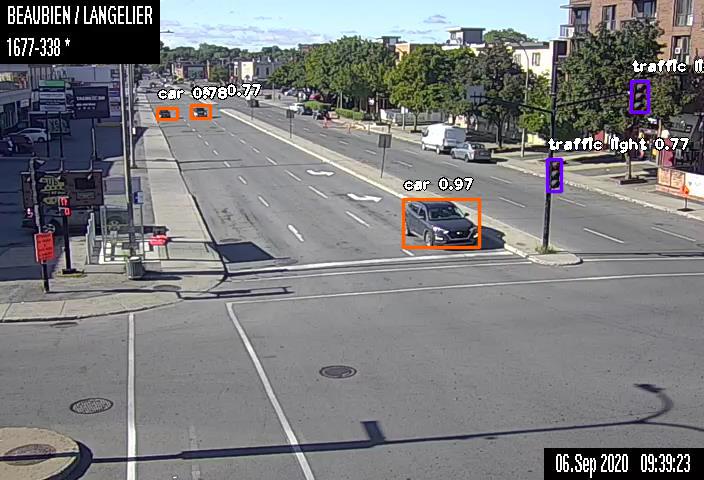 BEAUBIEN / LANGELIER
1677-338 *
car 0.78
0.77
traffic li
traffic light 0.77
car 0.97
06.Sep 2020 09:39:23